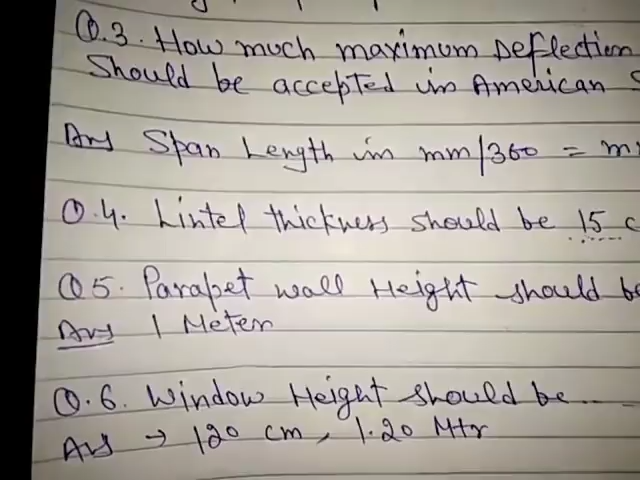 Q.3. How much maximum Deflection
Should be accepted in American S
Ans Span Length in mm/360 = m
Q.4. Lintel thickness should be 15 c
Q5. Parapet wall Height should be
Ans 1 Meter
Q.6. Window Height should be....
Ans → 120 cm, 1.20 Mtr